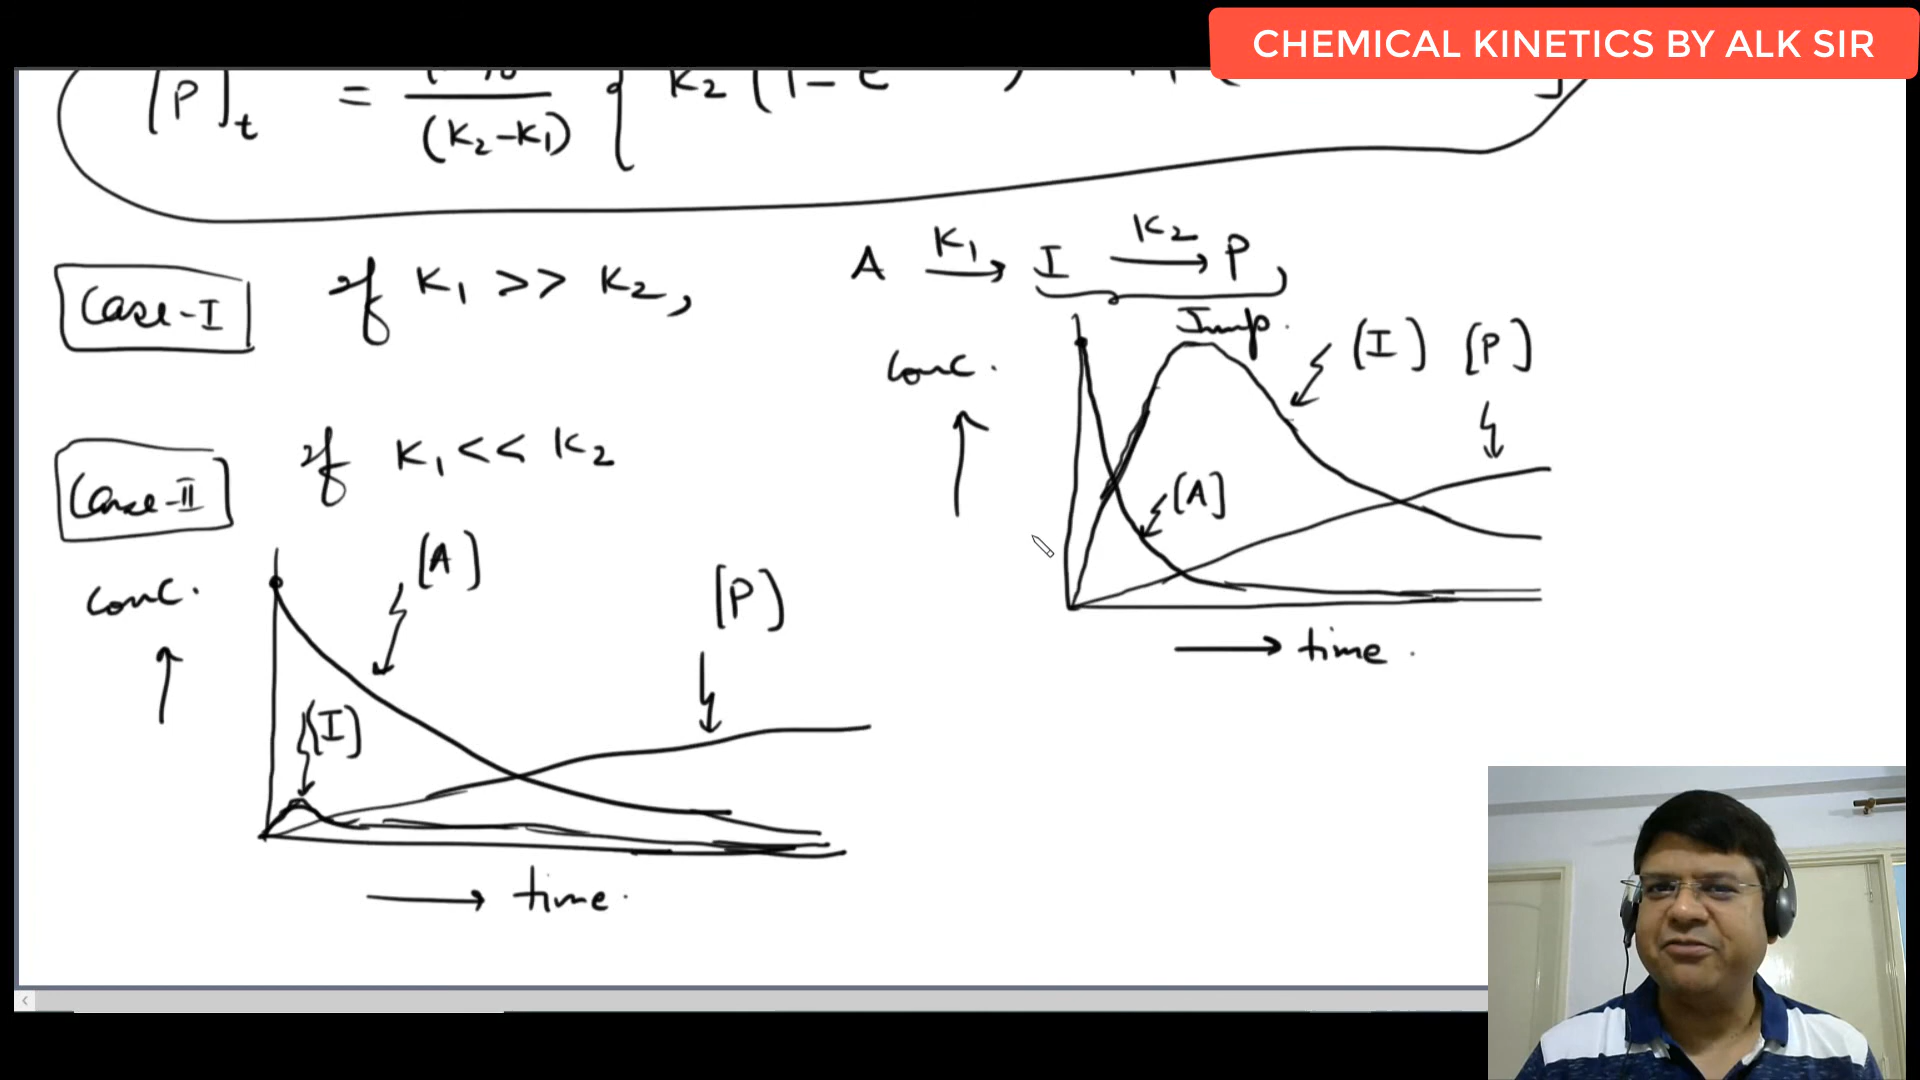 CHEMICAL KINETICS BY ALK SIR
[P]t = (K2-K1) { K2 (1-e
Case-I if K1 >> K2,
A K1 → I K2 → P
Jump.
Conc. ↑
[I] [P]
[A]
→ time.
Case-II if K1 << K2
Conc. ↑
[A]
[P]
[I]
→ time.